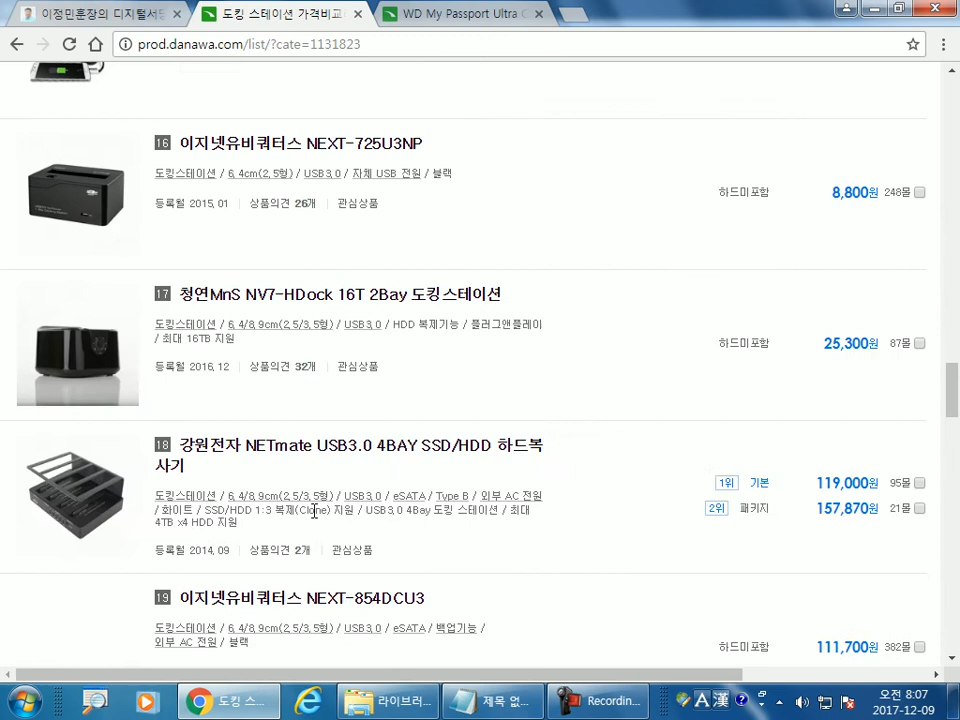 이정민훈장의 디지털서당
도킹 스테이션 가격비교
WD My Passport Ultra
prod.danawa.com/list/?cate=1131823
16 이지넷유비쿼터스 NEXT-725U3NP
도킹스테이션 / 6.4cm(2.5형) / USB3.0 / 자체 USB 전원 / 블랙
하드미포함 8,800원 248몰
등록월 2015.01 상품의견 26개 관심상품
17 청연MnS NV7-HDock 16T 2Bay 도킹스테이션
도킹스테이션 / 6.4/8.9cm(2.5/3.5형) / USB3.0 / HDD 복제기능 / 플러그앤플레이
/ 최대 16TB 지원
하드미포함 25,300원 87몰
등록월 2016.12 상품의견 32개 관심상품
18 강원전자 NETmate USB3.0 4BAY SSD/HDD 하드복
사기
1위 기본 119,000원 95몰
도킹스테이션 / 6.4/8.9cm(2.5/3.5형) / USB3.0 / eSATA / Type B / 외부 AC 전원
/ 화이트 / SSD/HDD 1:3 복제(Clone) 지원 / USB3.0 4Bay 도킹 스테이션 / 최대
2위 패키지 157,870원 21몰
4TB x4 HDD 지원
등록월 2014.09 상품의견 2개 관심상품
19 이지넷유비쿼터스 NEXT-854DCU3
도킹스테이션 / 6.4/8.9cm(2.5/3.5형) / USB3.0 / eSATA / 백업기능 /
외부 AC 전원 / 블랙
하드미포함 111,700원 382몰
도킹 스...
라이브러...
제목 없...
Recordin...
A 漢
오전 8:07
2017-12-09